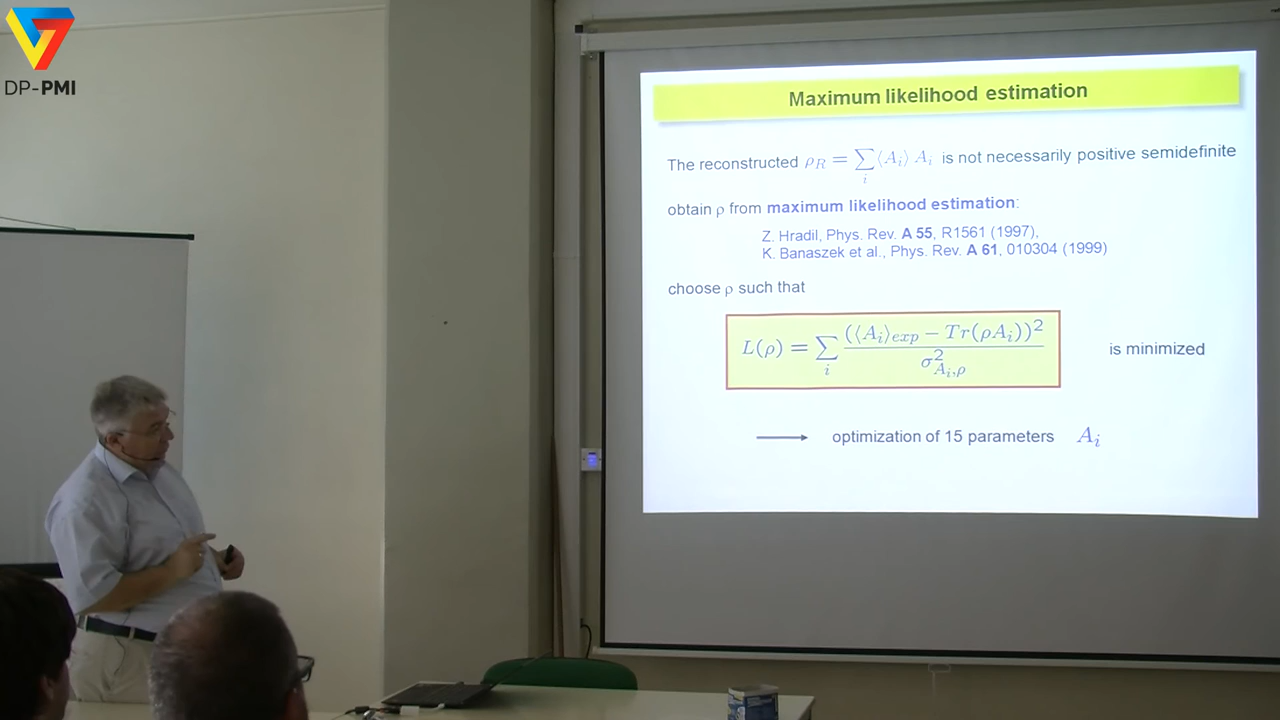 DP-PMI
Maximum likelihood estimation
The reconstructed ρ_R = ∑_i ⟨A_i⟩ A_i is not necessarily positive semidefinite
obtain ρ from maximum likelihood estimation:
Z. Hradil, Phys. Rev. A 55, R1561 (1997),
K. Banaszek et al., Phys. Rev. A 61, 010304 (1999)
choose ρ such that
L(ρ) = ∑_i (⟨A_i⟩_exp − Tr(ρA_i))² / σ²_{A_i,ρ} is minimized
→ optimization of 15 parameters A_i